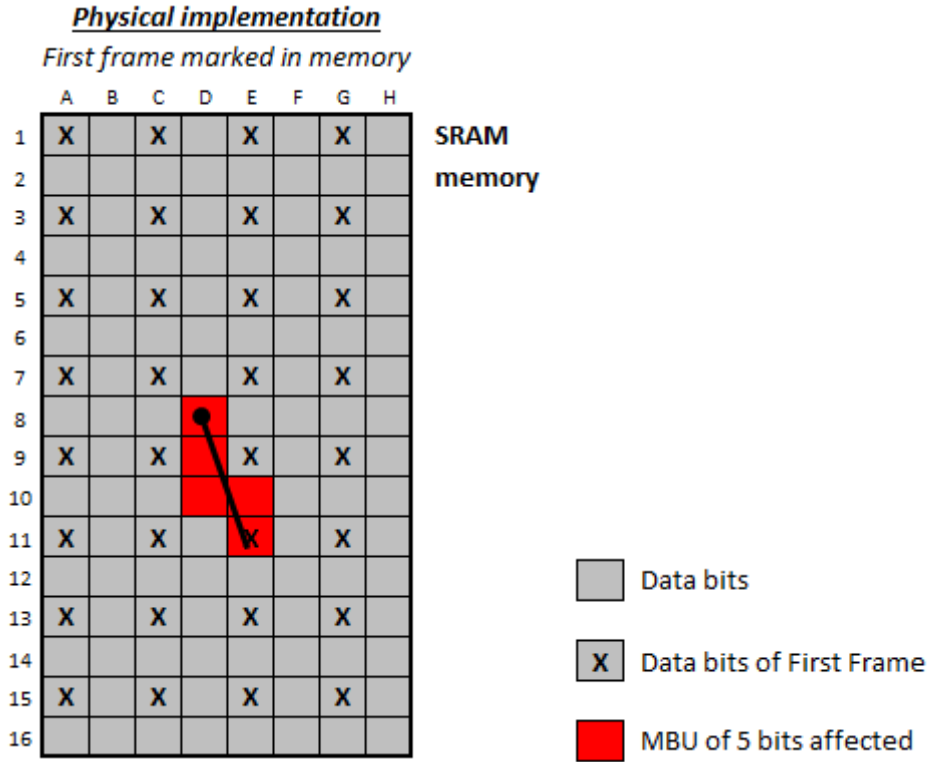 Physical implementation
First frame marked in memory
A B C D E F G H
1 X X X X SRAM
2 memory
3 X X X X
4
5 X X X X
6
7 X X X X
8
9 X X X X
10
11 X X X X
12
13 X X X X
14
15 X X X X
16
Data bits
X Data bits of First Frame
MBU of 5 bits affected